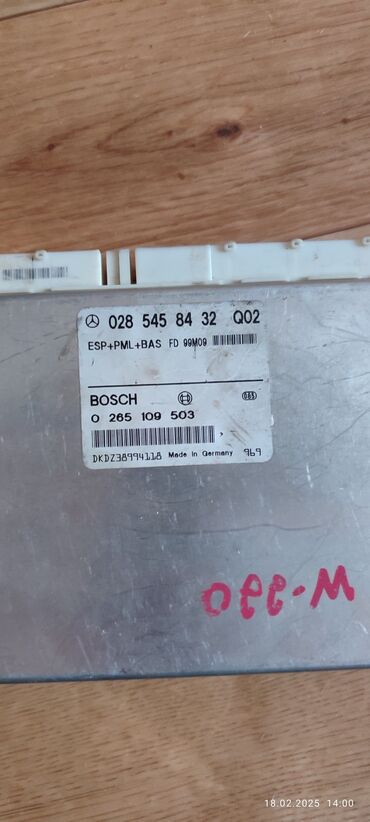 028 545 84 32 Q02
ESP+PML+BAS FD 99M09
BOSCH
0 265 109 503
DKDZ38994118 Made in Germany 969
W-220
18.02.2025 14:00